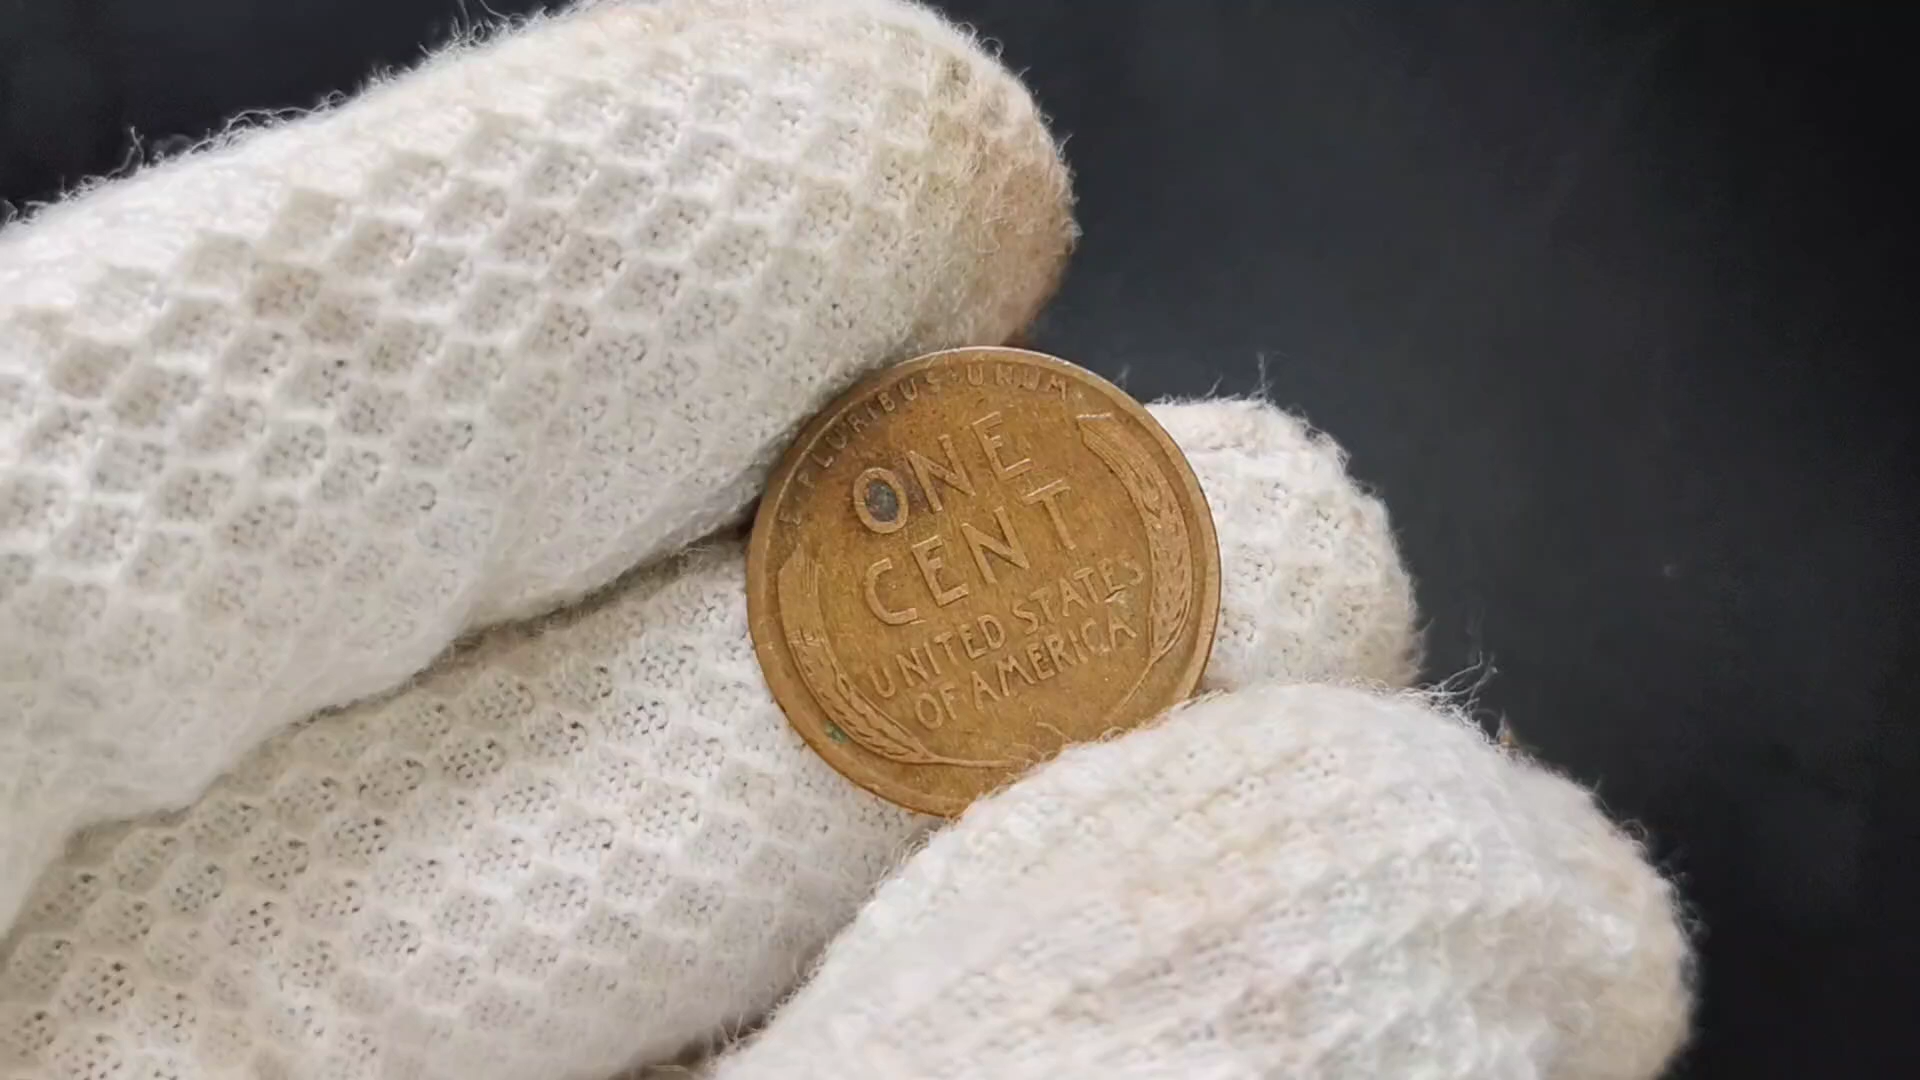 E·PLURIBUS·UNUM
ONE
CENT
UNITED STATES
OF AMERICA